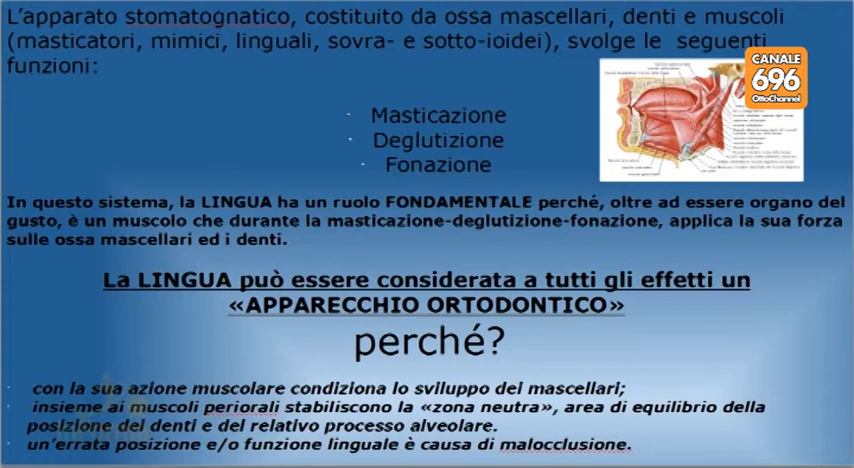 L'apparato stomatognatico, costituito da ossa mascellari, denti e muscoli
(masticatori, mimici, linguali, sovra- e sotto-ioidei), svolge le seguenti
funzioni:
CANALE
696
OttoChannel
· Masticazione
· Deglutizione
· Fonazione
In questo sistema, la LINGUA ha un ruolo FONDAMENTALE perché, oltre ad essere organo del
gusto, è un muscolo che durante la masticazione-deglutizione-fonazione, applica la sua forza
sulle ossa mascellari ed i denti.
La LINGUA può essere considerata a tutti gli effetti un
«APPARECCHIO ORTODONTICO»
perché?
· con la sua azione muscolare condiziona lo sviluppo dei mascellari;
· insieme ai muscoli periorali stabiliscono la «zona neutra», area di equilibrio della
posizione dei denti e del relativo processo alveolare.
· un'errata posizione e/o funzione linguale è causa di malocclusione.